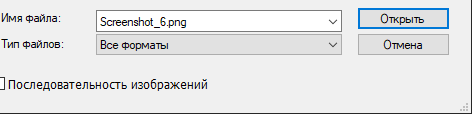 Имя файла: Screenshot_6.png Открыть
Тип файлов: Все форматы Отмена
Последовательность изображений